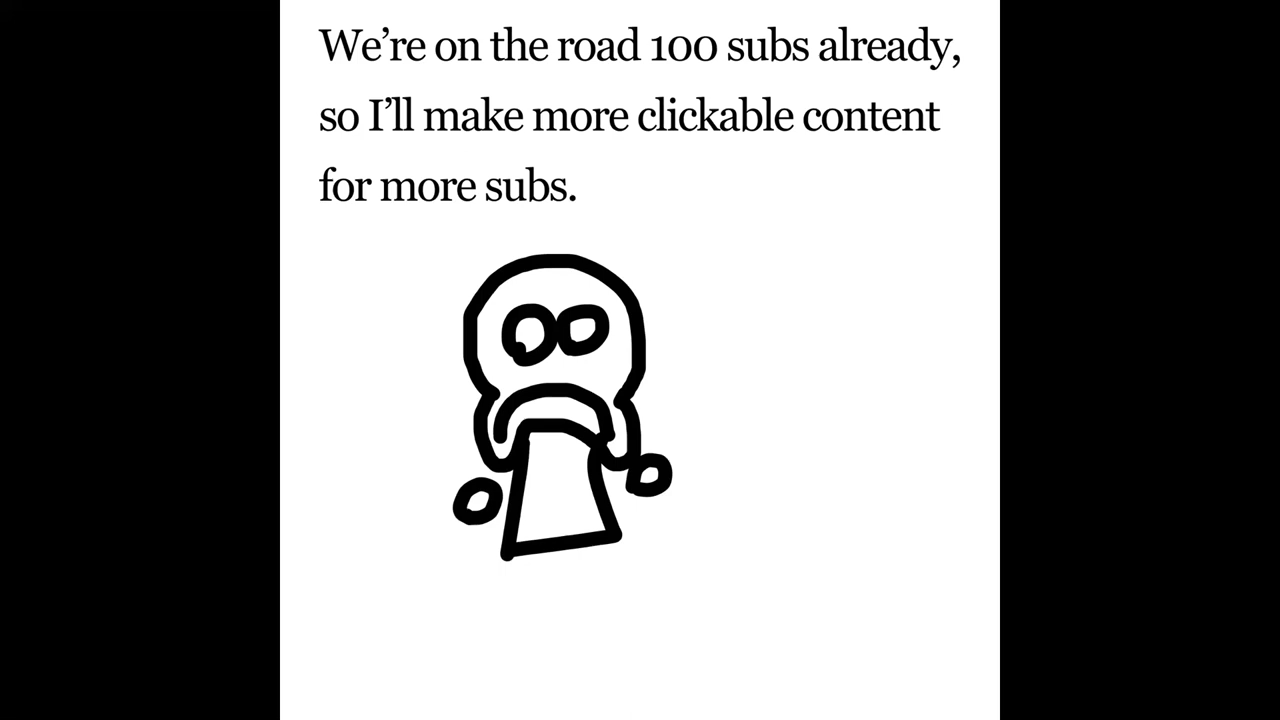 We’re on the road 100 subs already,
so I’ll make more clickable content
for more subs.